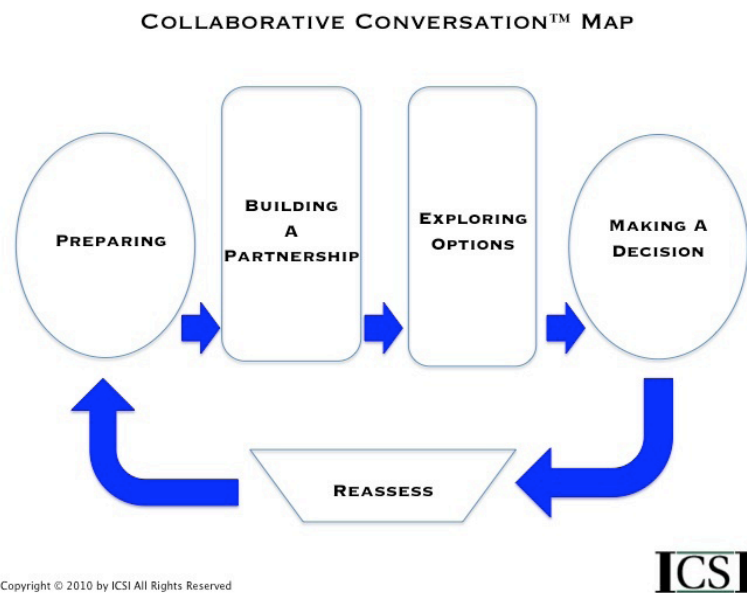 COLLABORATIVE CONVERSATION™ MAP
PREPARING
BUILDING
A
PARTNERSHIP
EXPLORING
OPTIONS
MAKING A
DECISION
REASSESS
Copyright © 2010 by ICSI All Rights Reserved
ICSI